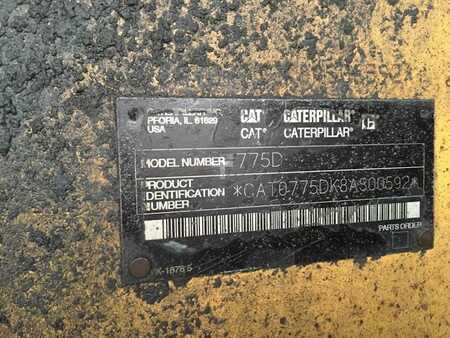 PEORIA, IL 61629
USA
CAT® CATERPILLAR®
CAT® CATERPILLAR®
MODEL NUMBER 775D
PRODUCT
IDENTIFICATION
NUMBER *CAT0775DK8AS00592*
PARTS ORDER